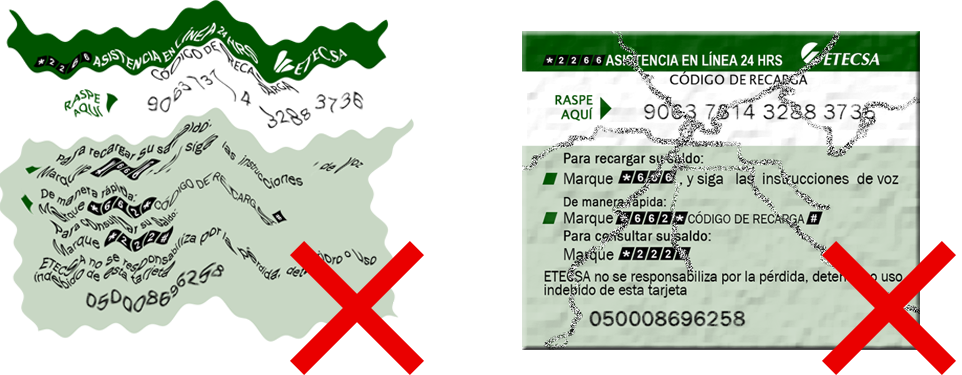 *2266 ASISTENCIA EN LÍNEA 24 HRS ETECSA
CÓDIGO DE RECARGA
RASPE
AQUÍ
9063 3288 3736
Para recargar su saldo:
Marque siga las instrucciones de voz
De manera rápida:
Marque *662* CÓDIGO DE RECARGA #
Para consultar su saldo:
Marque *222#
ETECSA no se responsabiliza por la pérdida, deterioro o uso
indebido de esta tarjeta
050008696258
*2266 ASISTENCIA EN LÍNEA 24 HRS ETECSA
CÓDIGO DE RECARGA
RASPE
AQUÍ
9063 3288 3736
Para recargar su saldo:
Marque *666, y siga las instrucciones de voz
De manera rápida:
Marque *662* CÓDIGO DE RECARGA #
Para consultar su saldo:
Marque *222
ETECSA no se responsabiliza por la pérdida, o uso
indebido de esta tarjeta
050008696258